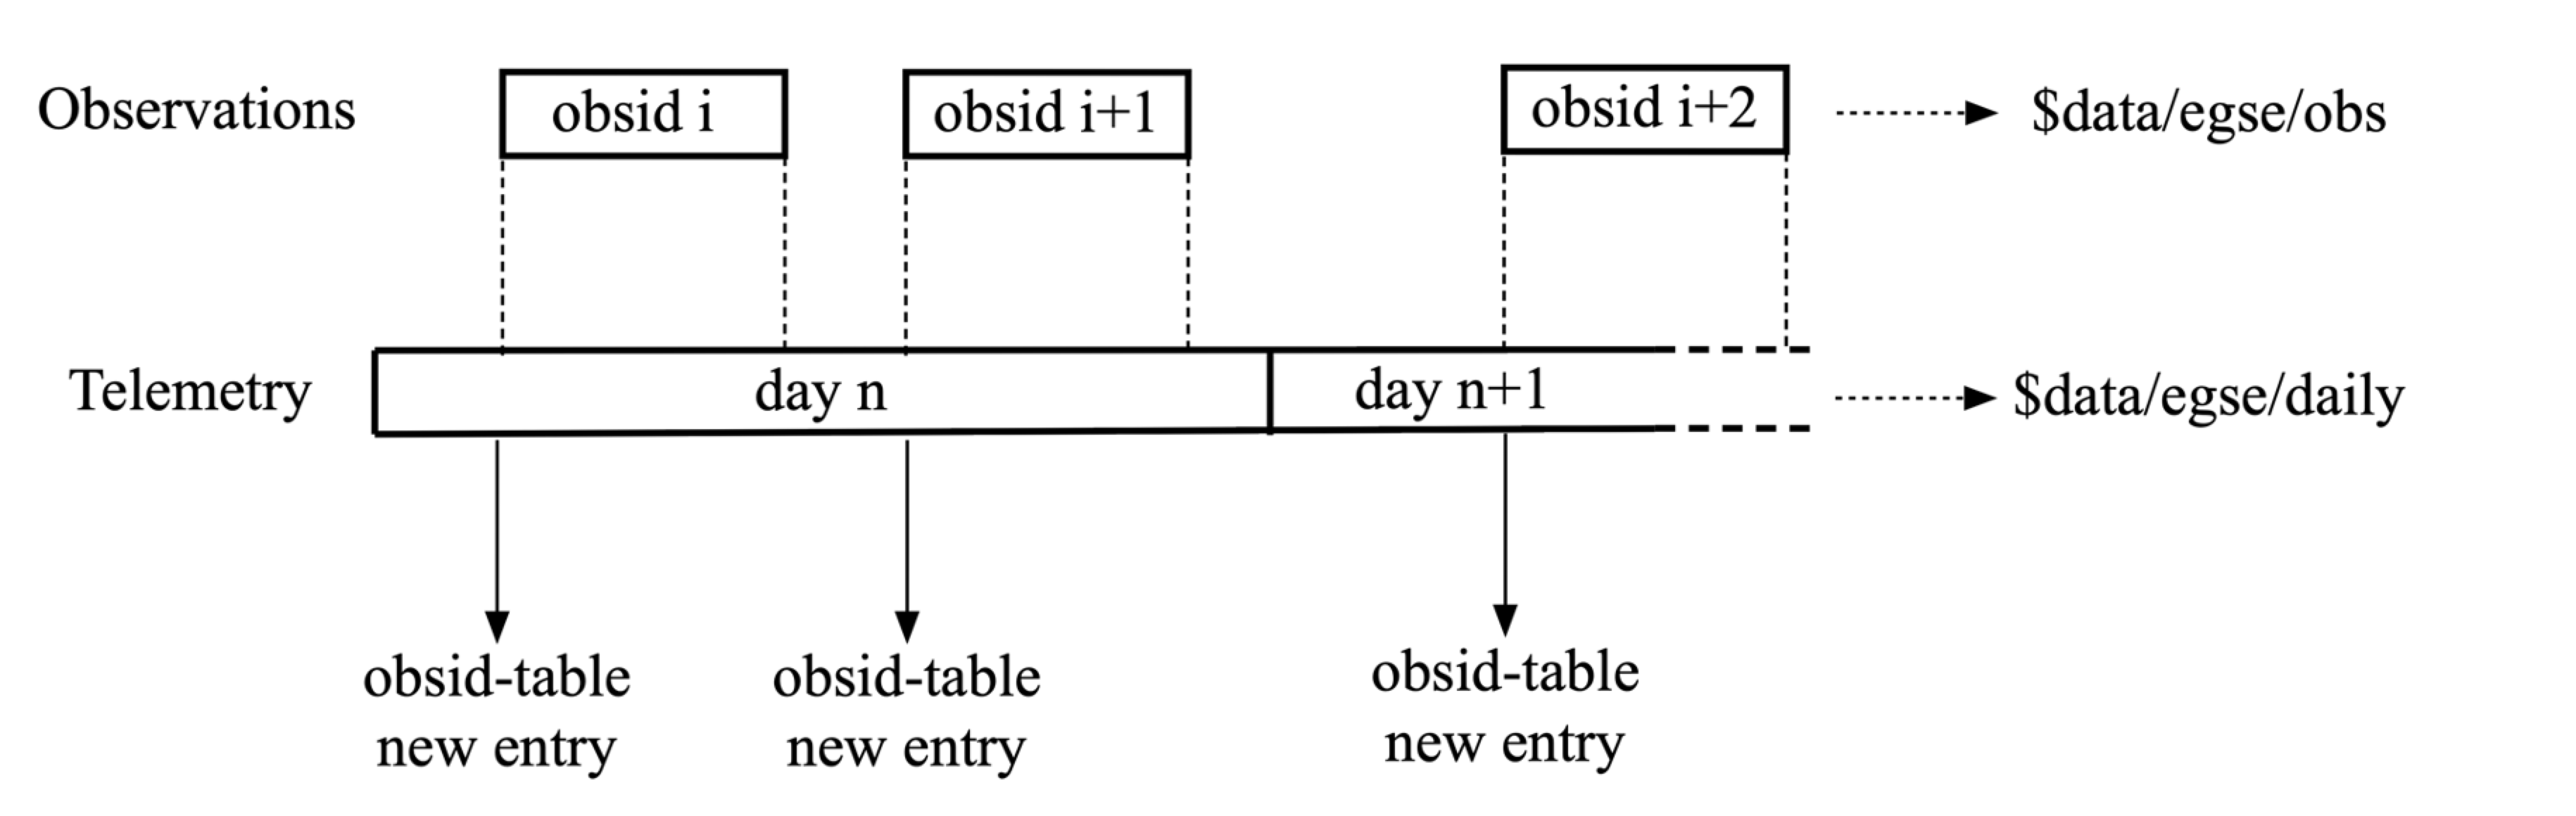 Observations
obsid i
obsid i+1
obsid i+2
$data/egse/obs
Telemetry
day n
day n+1
$data/egse/daily
obsid-table
new entry
obsid-table
new entry
obsid-table
new entry